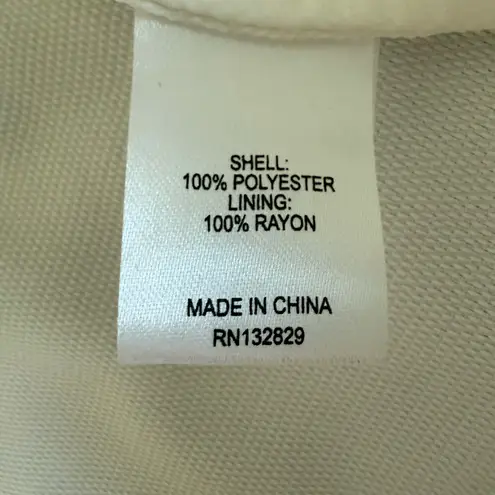 SHELL:
100% POLYESTER
LINING:
100% RAYON
MADE IN CHINA
RN132829